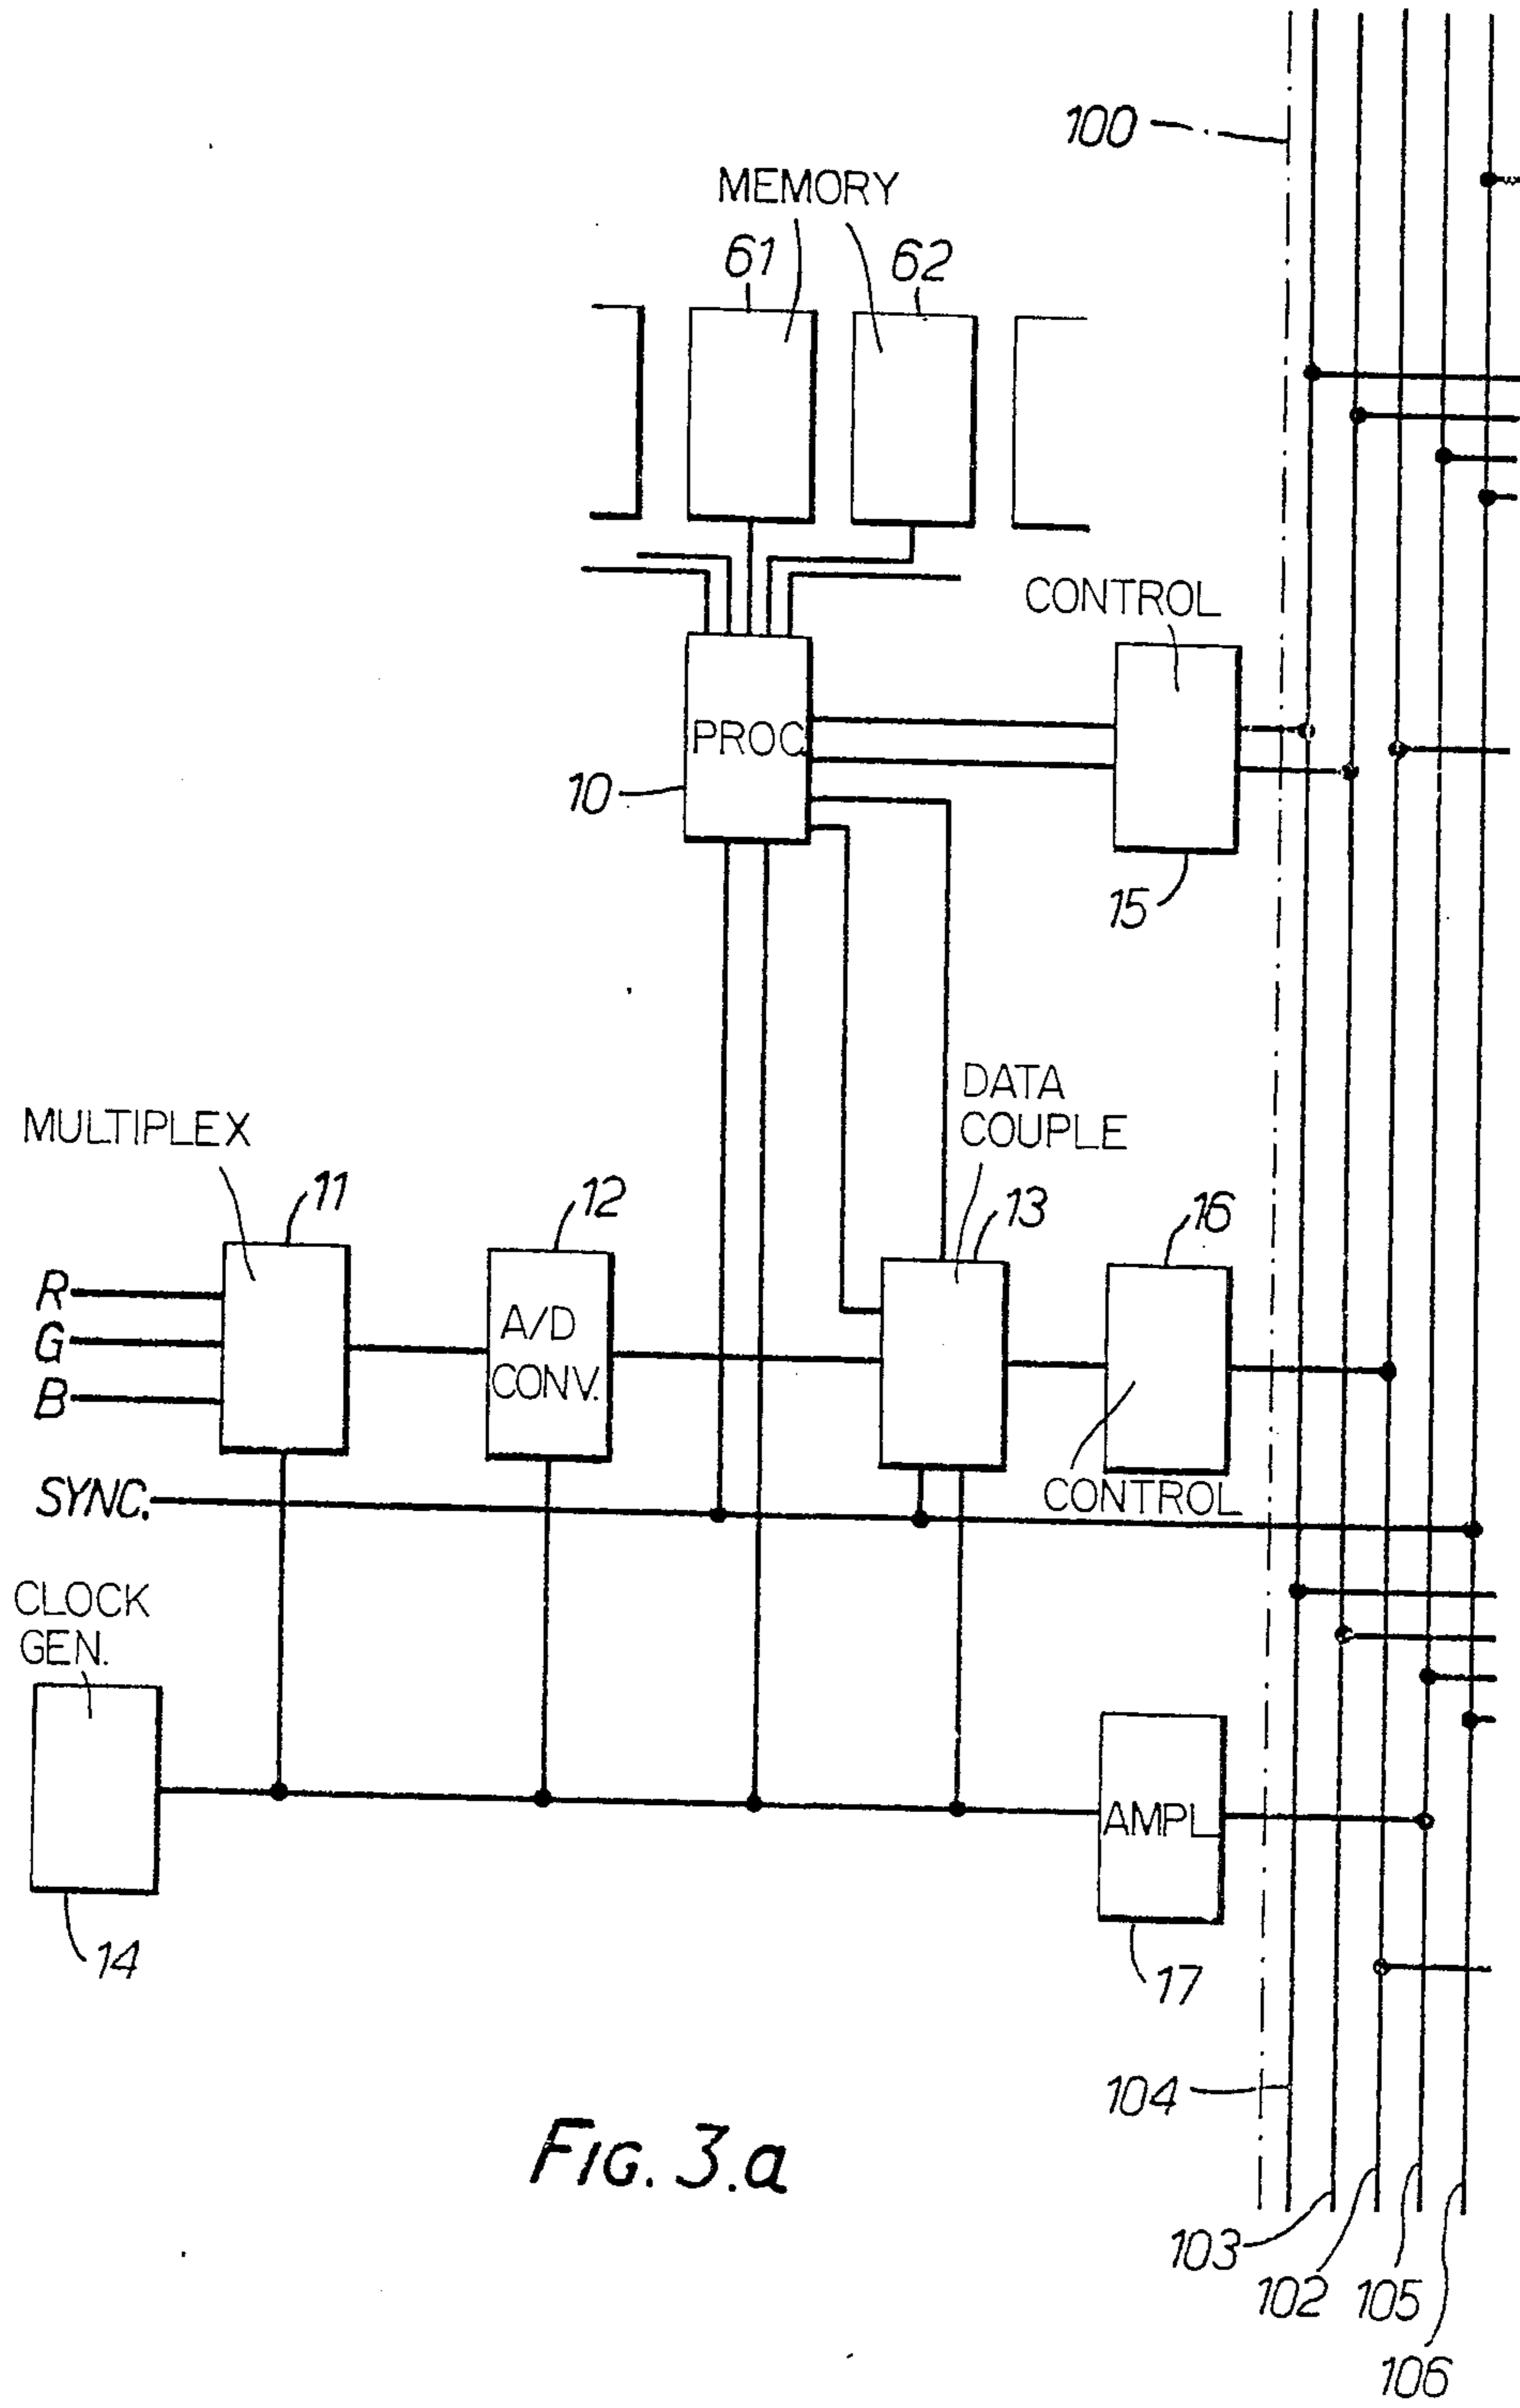 100
MEMORY
61
62
CONTROL
PROC
10
15
DATA
COUPLE
MULTIPLEX
11
12
13
16
R
G
B
A/D
CONV.
SYNC.
CONTROL
CLOCK
GEN.
AMPL
14
17
104
FIG. 3.a
103
102
105
106